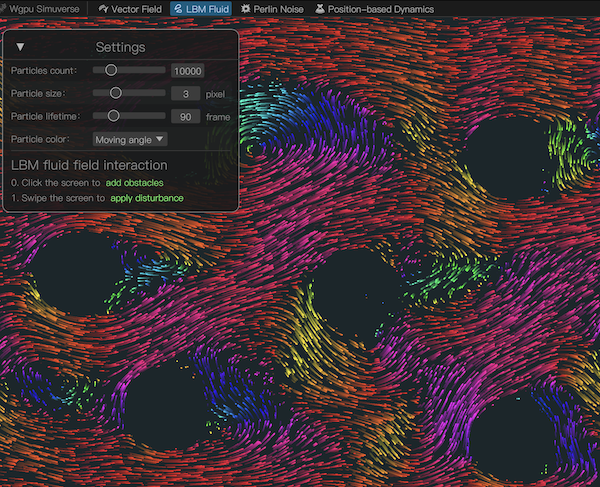 Wgpu Simuverse Vector Field LBM Fluid Perlin Noise Position-based Dynamics
▼ Settings
Particles count: 10000
Particle size: 3 pixel
Particle lifetime: 90 frame
Particle color: Moving angle ▼
LBM fluid field interaction
0. Click the screen to add obstacles
1. Swipe the screen to apply disturbance